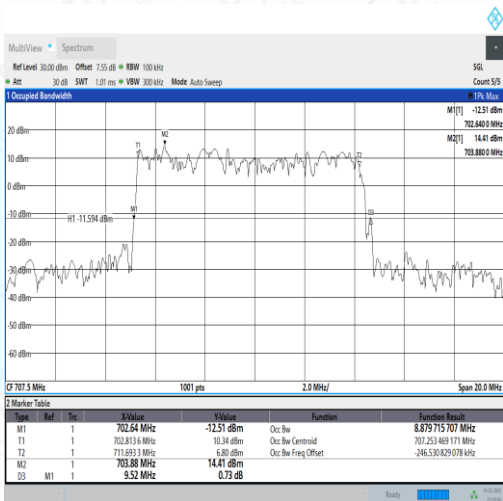 MultiView Spectrum
Ref Level 30.00 dBm Offset 7.55 dB RBW 100 kHz SGL
Att 30 dB SWT 1.01 ms VBW 300 kHz Mode Auto Sweep Count 5/5
1 Occupied Bandwidth 1Pk Max
M1[1] -12.51 dBm
702.640 0 MHz
M2[1] 14.41 dBm
703.880 0 MHz
20 dBm
M2
T1
T2
10 dBm
0 dBm
-10 dBm
M1
D3
H1 -11.594 dBm
-20 dBm
-30 dBm
-40 dBm
-50 dBm
-60 dBm
CF 707.5 MHz 1001 pts 2.0 MHz/ Span 20.0 MHz
2 Marker Table
Type Ref Trc X-Value Y-Value Function Function Result
M1 1 702.64 MHz -12.51 dBm Occ Bw 8.879 715 707 MHz
T1 1 702.813 6 MHz 10.34 dBm Occ Bw Centroid 707.253 469 171 MHz
T2 1 711.693 3 MHz 6.80 dBm Occ Bw Freq Offset -246.530 829 078 kHz
M2 1 703.88 MHz 14.41 dBm
D3 M1 1 9.52 MHz 0.73 dB
Ready